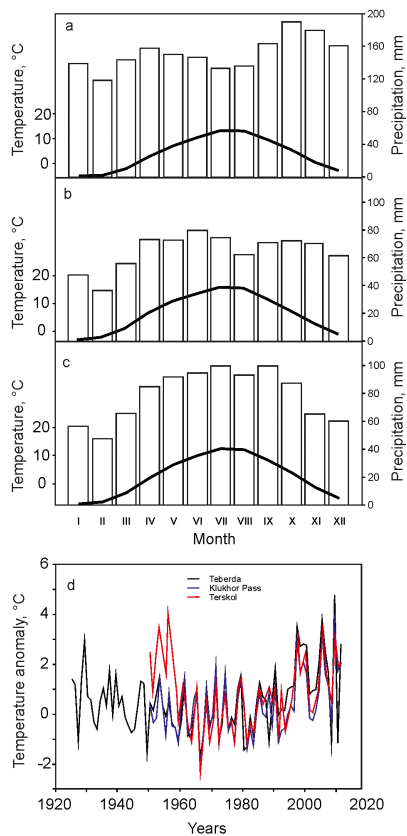 a
Temperature, °C
20
10
0
200
160
120
80
40
0
Precipitation, mm
b
Temperature, °C
20
10
0
100
80
60
40
20
0
Precipitation, mm
c
Temperature, °C
20
10
0
100
80
60
40
20
0
Precipitation, mm
I II III IV V VI VII VIII IX X XI XII
Month
d
Teberda
Klukhor Pass
Terskol
Temperature anomaly, °C
6
4
2
0
-2
1920 1940 1960 1980 2000 2020
Years